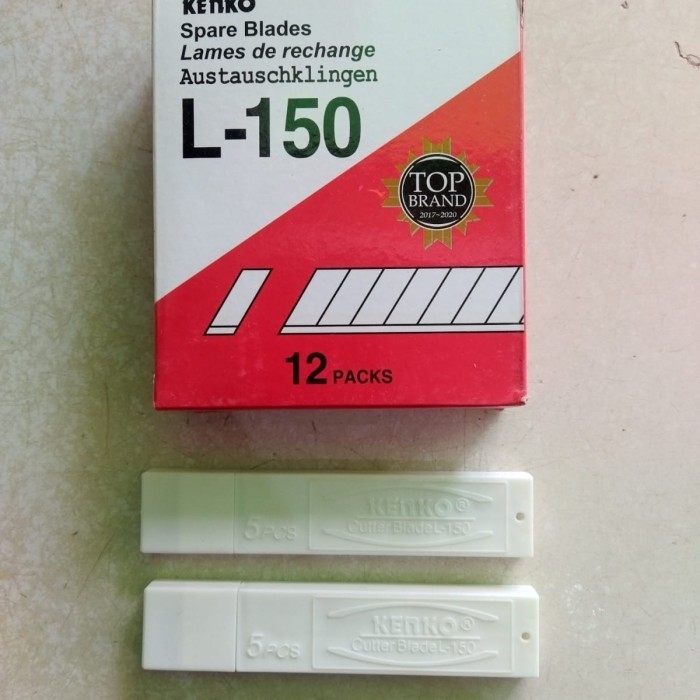 KENKO
Spare Blades
Lames de rechange
Austauschklingen
L-150
TOP
BRAND
2017-2020
12 PACKS
5 PCS
KENKO®
Cutter Blade L-150
5 PCS
KENKO®
Cutter Blade L-150